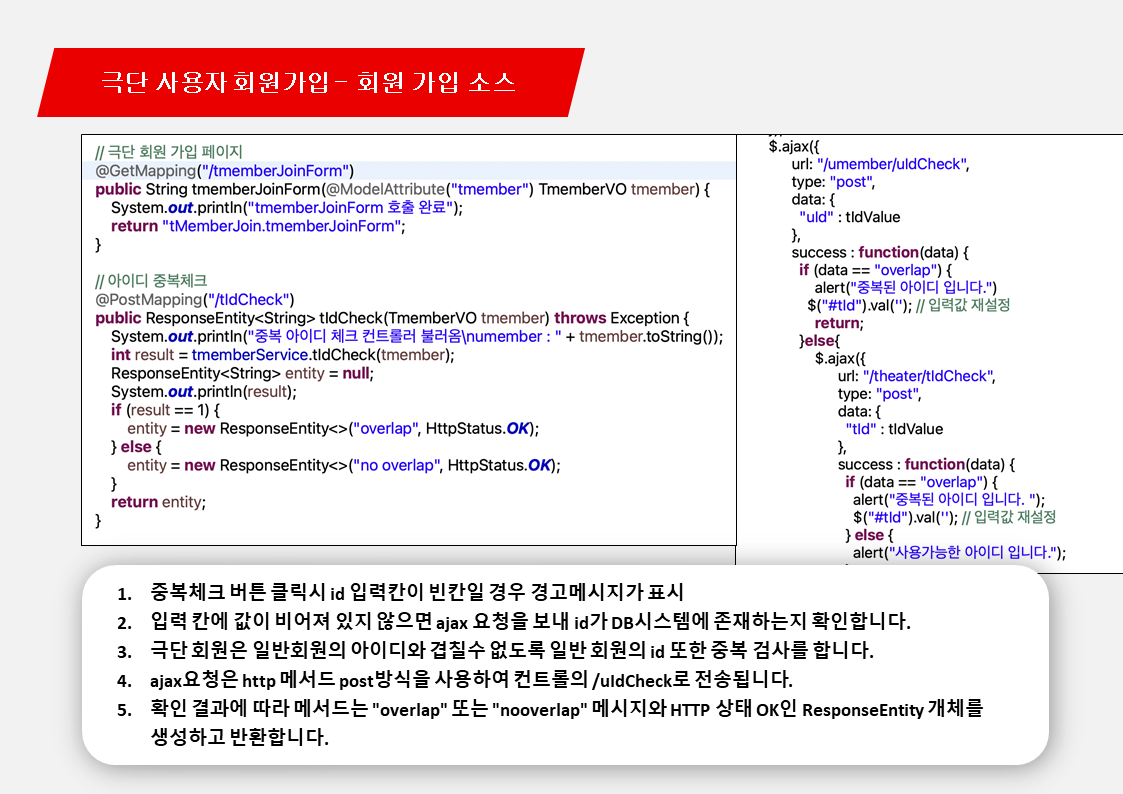 극단 사용자 회원가입 – 회원 가입 소스
// 극단 회원 가입 페이지
@GetMapping("/tmemberJoinForm")
public String tmemberJoinForm(@ModelAttribute("tmember") TmemberVO tmember) {
System.out.println("tmemberJoinForm 호출 완료");
return "tMemberJoin.tmemberJoinForm";
}
// 아이디 중복체크
@PostMapping("/tIdCheck")
public ResponseEntity<String> tIdCheck(TmemberVO tmember) throws Exception {
System.out.println("중복 아이디 체크 컨트롤러 불러옴\numember : " + tmember.toString());
int result = tmemberService.tIdCheck(tmember);
ResponseEntity<String> entity = null;
System.out.println(result);
if (result == 1) {
entity = new ResponseEntity<>("overlap", HttpStatus.OK);
} else {
entity = new ResponseEntity<>("no overlap", HttpStatus.OK);
}
return entity;
}
$.ajax({
url: "/umember/uIdCheck",
type: "post",
data: {
"uId" : tIdValue
},
success : function(data) {
if (data == "overlap") {
alert("중복된 아이디 입니다.")
$("#tId").val(''); // 입력값 재설정
return;
}else{
$.ajax({
url: "/theater/tIdCheck",
type: "post",
data: {
"tId" : tIdValue
},
success : function(data) {
if (data == "overlap") {
alert("중복된 아이디 입니다. ");
$("#tId").val(''); // 입력값 재설정
} else {
alert("사용가능한 아이디 입니다.");
1. 중복체크 버튼 클릭시 id 입력칸이 빈칸일 경우 경고메시지가 표시
2. 입력 칸에 값이 비어져 있지 않으면 ajax 요청을 보내 id가 DB시스템에 존재하는지 확인합니다.
3. 극단 회원은 일반회원의 아이디와 겹칠수 없도록 일반 회원의 id 또한 중복 검사를 합니다.
4. ajax요청은 http 메서드 post방식을 사용하여 컨트롤의 /uIdCheck로 전송됩니다.
5. 확인 결과에 따라 메서드는 "overlap" 또는 "nooverlap" 메시지와 HTTP 상태 OK인 ResponseEntity 개체를
생성하고 반환합니다.